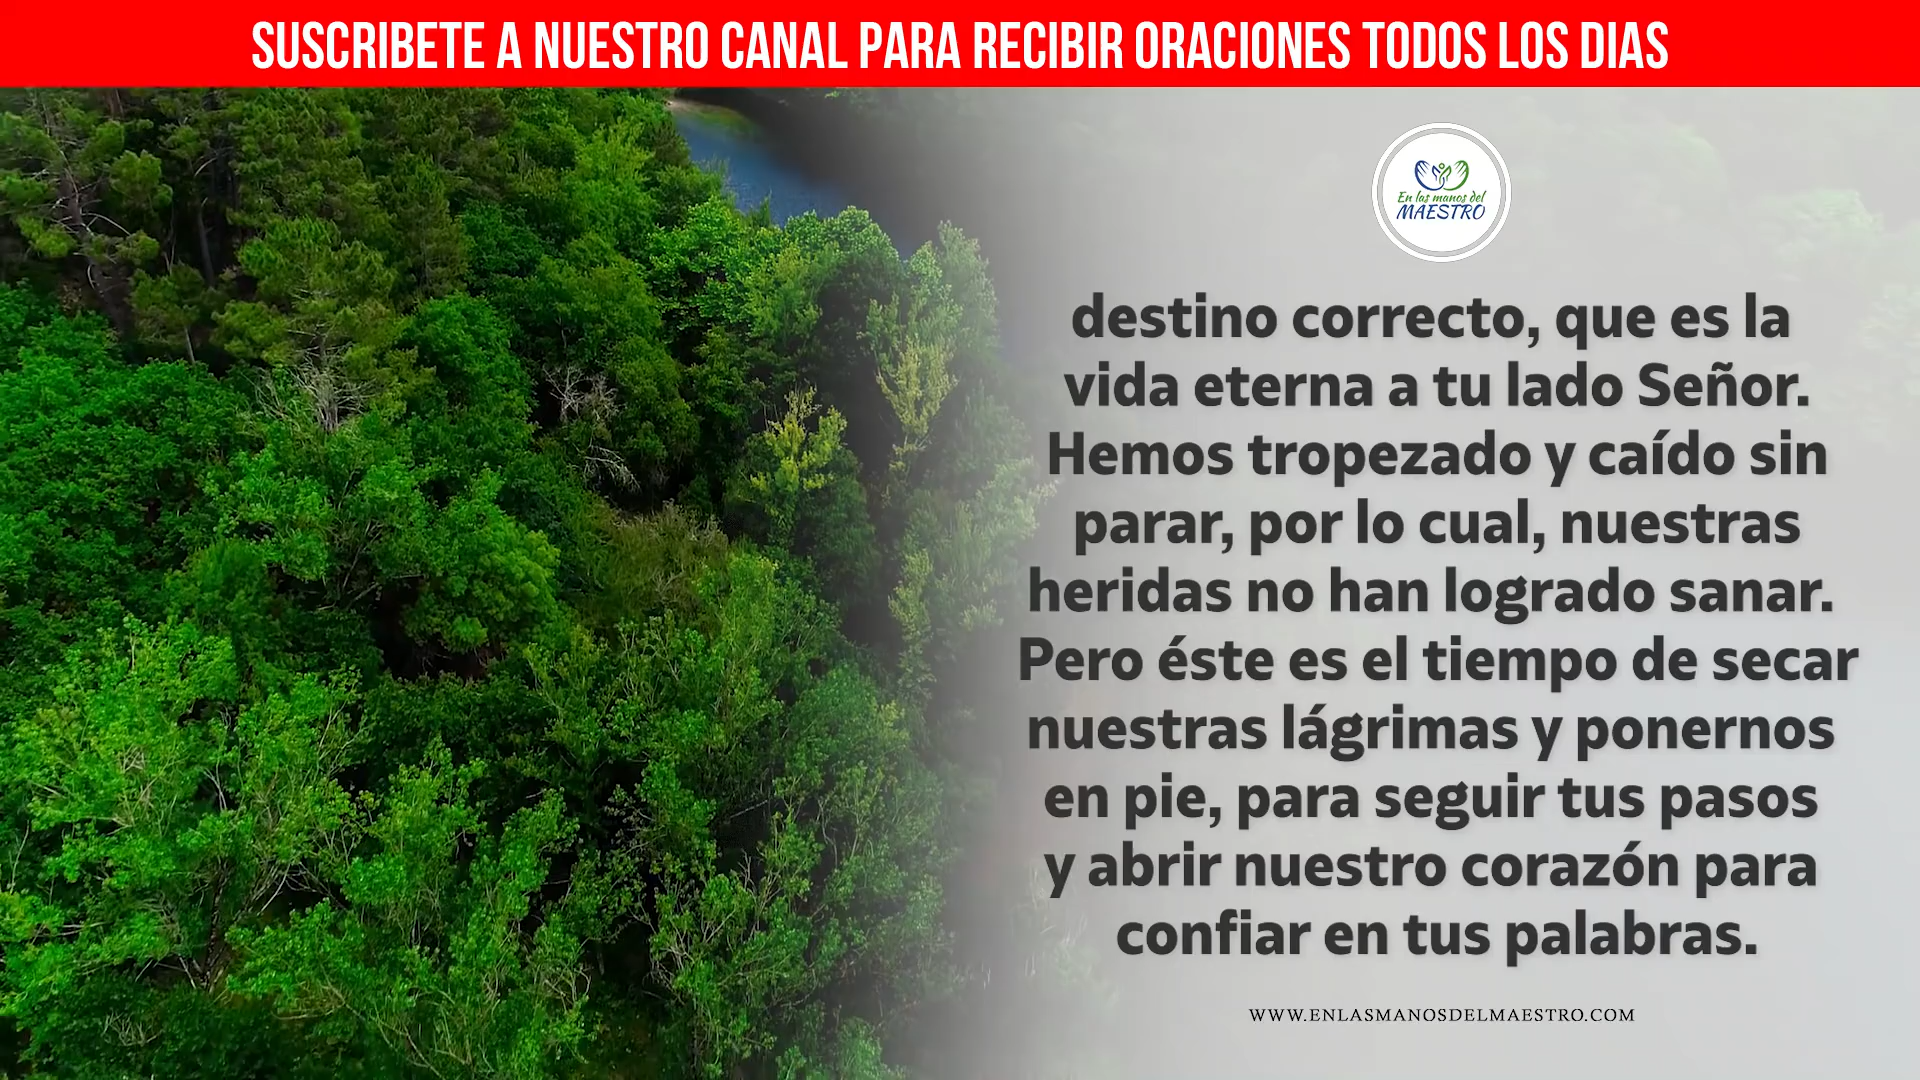 SUSCRIBETE A NUESTRO CANAL PARA RECIBIR ORACIONES TODOS LOS DIAS
En las manos del
MAESTRO
destino correcto, que es la
vida eterna a tu lado Señor.
Hemos tropezado y caído sin
parar, por lo cual, nuestras
heridas no han logrado sanar.
Pero éste es el tiempo de secar
nuestras lágrimas y ponernos
en pie, para seguir tus pasos
y abrir nuestro corazón para
confiar en tus palabras.
WWW.ENLASMANOSDELMAESTRO.COM